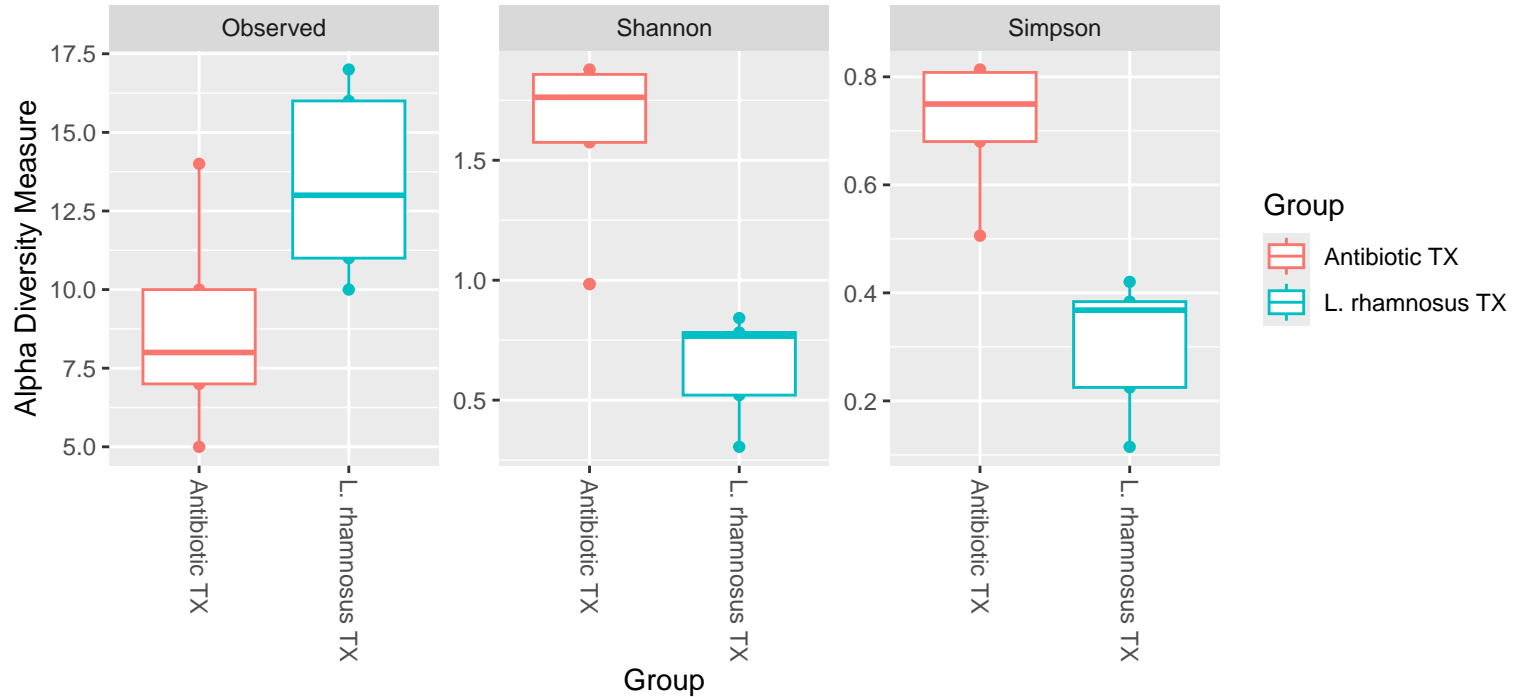 Observed
Shannon
Simpson
Alpha Diversity Measure
17.5
15.0
12.5
10.0
7.5
5.0
1.5
1.0
0.5
0.8
0.6
0.4
0.2
Antibiotic TX
L. rhamnosus TX
Antibiotic TX
L. rhamnosus TX
Antibiotic TX
L. rhamnosus TX
Group
Group
Antibiotic TX
L. rhamnosus TX